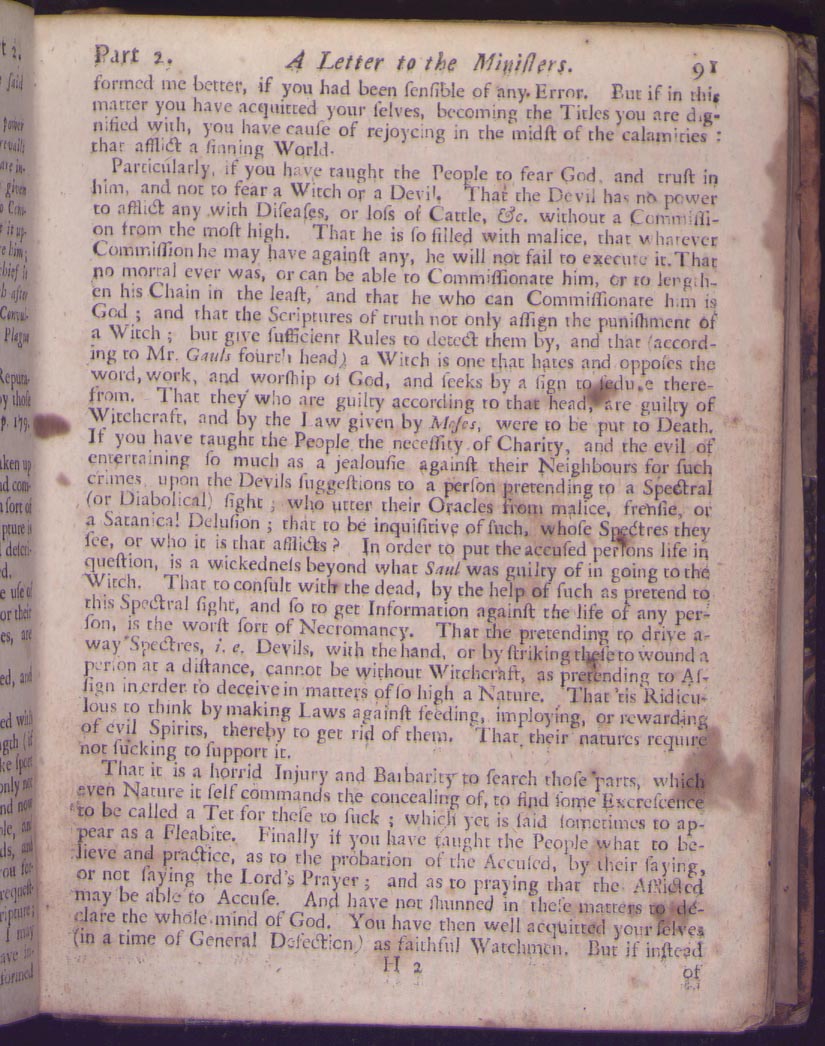 Part 2. A Letter to the Miniſters. 91
formed me better, if you had been ſenſible of any Error. But if in this
matter you have acquitted your ſelves, becoming the Titles you are dig-
nified with, you have cauſe of rejoycing in the midſt of the calamities :
that afflict a ſinning World.
Particularly, if you have taught the People to fear God, and truſt in
him, and not to fear a Witch or a Devil. That the Devil has no power
to afflict any with Diſeaſes, or loſs of Cattle, &c. without a Commiſſi-
on from the moſt high. That he is ſo filled with malice, that whatever
Commiſſion he may have againſt any, he will not fail to execute it. That
no mortal ever was, or can be able to Commiſſionate him, or to length-
en his Chain in the leaſt, and that he who can Commiſſionate him is
God ; and that the Scriptures of truth not only aſſign the puniſhment of
a Witch ; but give ſufficient Rules to detect them by, and that (accord-
ing to Mr. Gauls fourth head) a Witch is one that hates and oppoſes the
word, work, and worſhip of God, and ſeeks by a ſign to ſeduce there-
from. That they who are guilty according to that head, are guilty of
Witchcraft, and by the Law given by Moſes, were to be put to Death.
If you have taught the People the neceſſity of Charity, and the evil of
entertaining ſo much as a jealouſie againſt their Neighbours for ſuch
crimes upon the Devils ſuggeſtions to a perſon pretending to a Spectral
(or Diabolical) ſight ; who utter their Oracles from malice, frenſie, or
a Satanical Deluſion ; that to be inquiſitive of ſuch, whoſe Spectres they
ſee, or who it is that afflicts ? In order to put the accuſed perſons life in
queſtion, is a wickedneſs beyond what Saul was guilty of in going to the
Witch. That to conſult with the dead, by the help of ſuch as pretend to
this Spectral ſight, and ſo to get Information againſt the life of any per-
ſon, is the worſt ſort of Necromancy. That the pretending to drive a-
way Spectres, i. e. Devils, with the hand, or by ſtriking theſe to wound a
perſon at a diſtance, cannot be without Witchcraft, as pretending to Aſ-
ſign in order to deceive in matters of ſo high a Nature. That 'tis Ridicu-
lous to think by making Laws againſt feeding, imploying, or rewarding
of evil Spirits, thereby to get rid of them. That their natures require
not ſucking to ſupport it.
That it is a horrid Injury and Barbarity to ſearch thoſe parts, which
even Nature it ſelf commands the concealing of, to find ſome Excreſcence
to be called a Tet for theſe to ſuck ; which yet is ſaid ſometimes to ap-
pear as a Fleabite. Finally if you have taught the People what to be-
lieve and practice, as to the probation of the Accuſed, by their ſaying,
or not ſaying the Lord's Prayer ; and as to praying that the Afflicted
may be able to Accuſe. And have not ſhunned in theſe matters to de-
clare the whole mind of God. You have then well acquitted your ſelves
(in a time of General Defection) as faithful Watchmen. But if inſtead
H 2 of